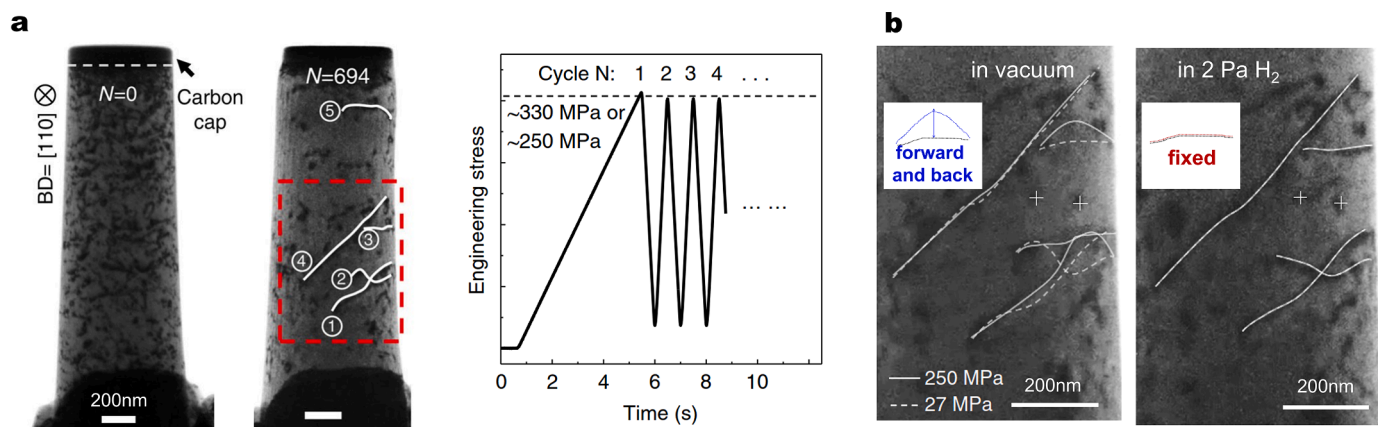 a
BD= [110] ⊗
N=0
Carbon
cap
200nm
N=694
⑤
③
④
②
①
Engineering stress
Cycle N: 1 2 3 4 ...
~330 MPa or
~250 MPa
... ...
0 2 4 6 8 10
Time (s)
b
in vacuum
forward
and back
250 MPa
27 MPa
200nm
in 2 Pa H₂
fixed
200nm